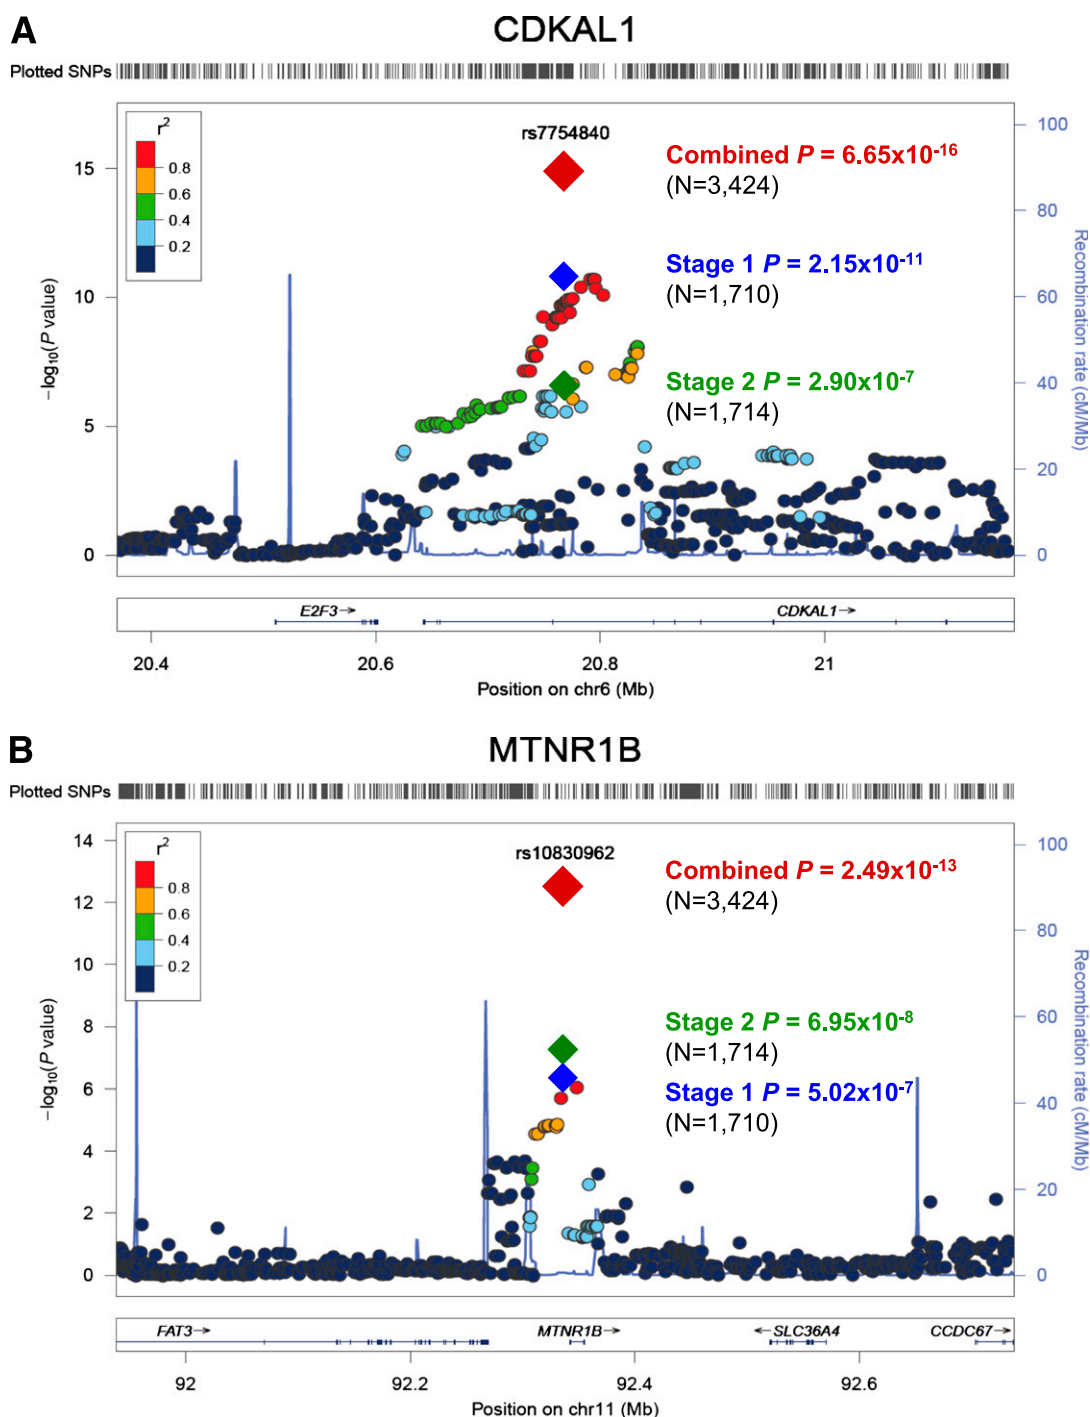 A
CDKAL1
Plotted SNPs
r2
0.8
0.6
0.4
0.2
rs7754840
Combined P = 6.65x10-16
(N=3,424)
Stage 1 P = 2.15x10-11
(N=1,710)
Stage 2 P = 2.90x10-7
(N=1,714)
−log10(P value)
15
10
5
0
Recombination rate (cM/Mb)
100
80
60
40
20
0
E2F3→
CDKAL1→
20.4
20.6
20.8
21
Position on chr6 (Mb)
B
MTNR1B
Plotted SNPs
r2
0.8
0.6
0.4
0.2
rs10830962
Combined P = 2.49x10-13
(N=3,424)
Stage 2 P = 6.95x10-8
(N=1,714)
Stage 1 P = 5.02x10-7
(N=1,710)
−log10(P value)
14
12
10
8
6
4
2
0
Recombination rate (cM/Mb)
100
80
60
40
20
0
FAT3→
MTNR1B→
←SLC36A4
CCDC67→
92
92.2
92.4
92.6
Position on chr11 (Mb)